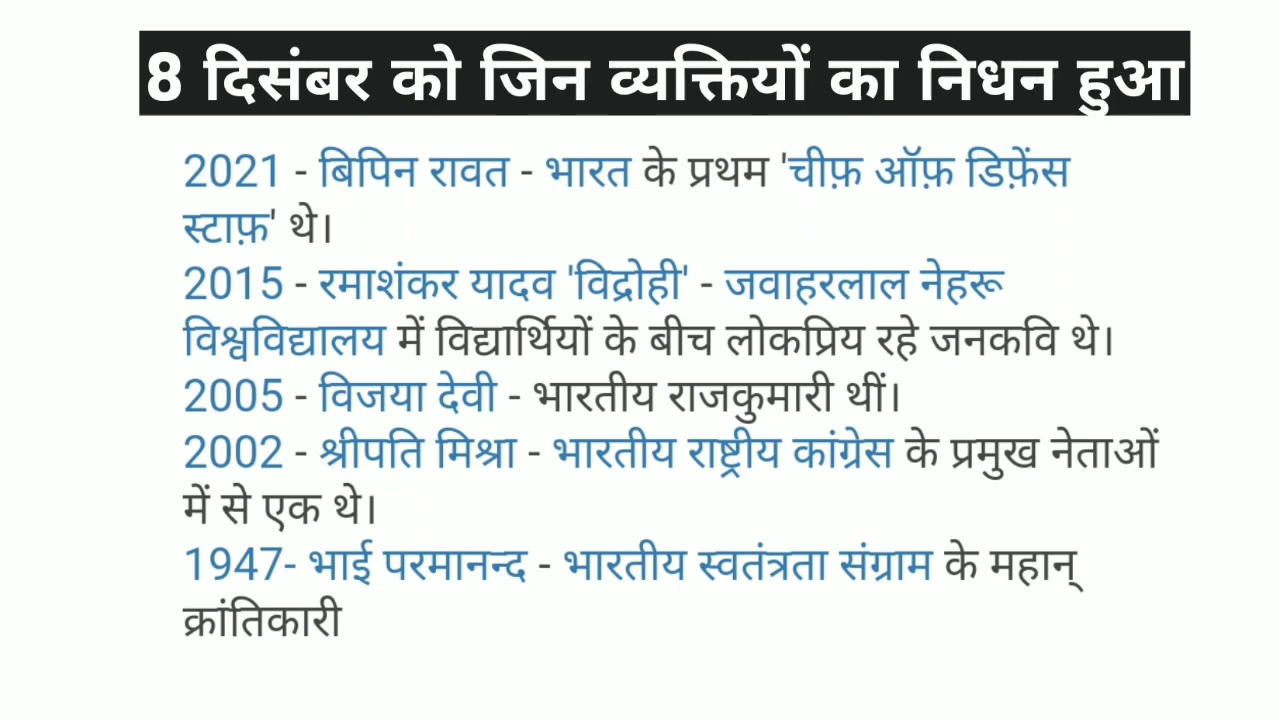 8 दिसंबर को जिन व्यक्तियों का निधन हुआ
2021 - बिपिन रावत - भारत के प्रथम 'चीफ़ ऑफ़ डिफ़ेंस
स्टाफ़' थे।
2015 - रमाशंकर यादव 'विद्रोही' - जवाहरलाल नेहरू
विश्वविद्यालय में विद्यार्थियों के बीच लोकप्रिय रहे जनकवि थे।
2005 - विजया देवी - भारतीय राजकुमारी थीं।
2002 - श्रीपति मिश्रा - भारतीय राष्ट्रीय कांग्रेस के प्रमुख नेताओं
में से एक थे।
1947- भाई परमानन्द - भारतीय स्वतंत्रता संग्राम के महान्
क्रांतिकारी